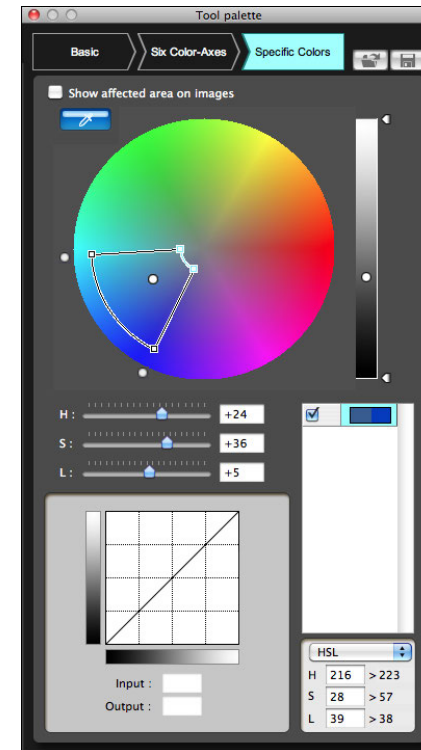 Tool palette
Basic Six Color-Axes Specific Colors
Show affected area on images
H : +24
S : +36
L : +5
Input :
Output :
HSL
H 216 > 223
S 28 > 57
L 39 > 38